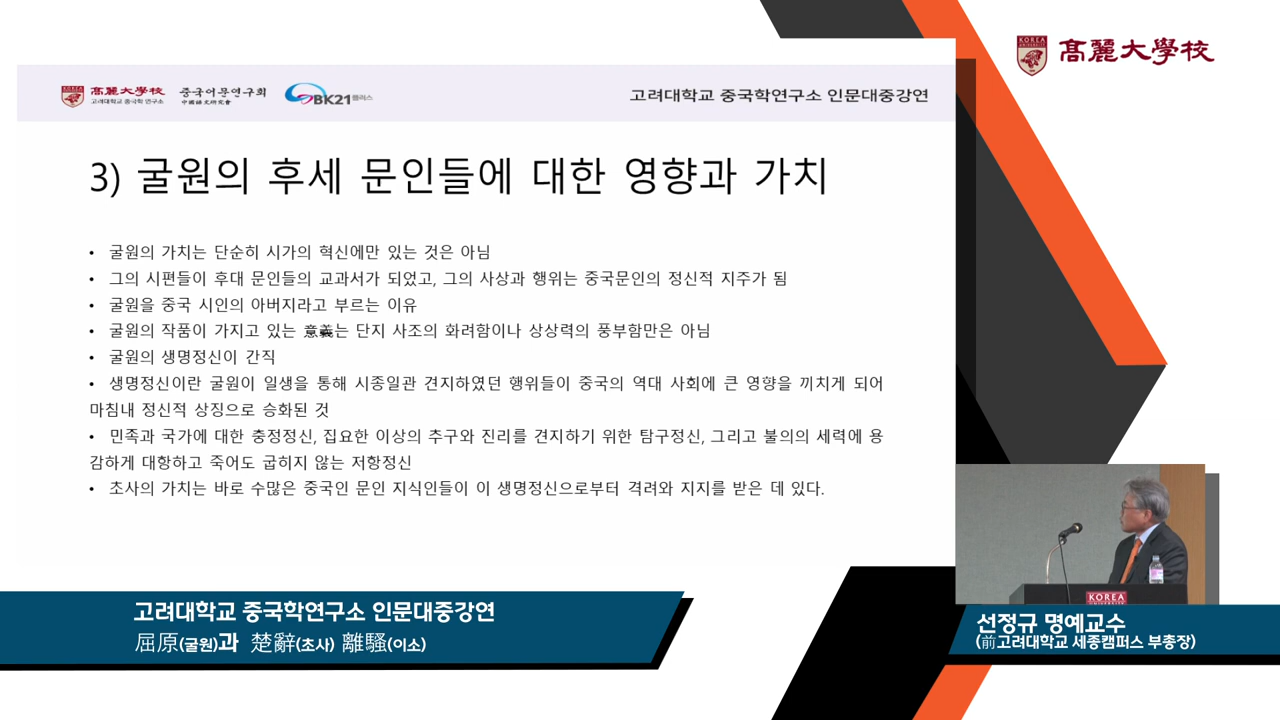 KOREA
UNIVERSITY
高麗大學校
高麗大學校
고려대학교 중국학 연구소
중국어문연구회
中國語文硏究會
BK21플러스
고려대학교 중국학연구소 인문대중강연
3) 굴원의 후세 문인들에 대한 영향과 가치
• 굴원의 가치는 단순히 시가의 혁신에만 있는 것은 아님
• 그의 시편들이 후대 문인들의 교과서가 되었고, 그의 사상과 행위는 중국문인의 정신적 지주가 됨
• 굴원을 중국 시인의 아버지라고 부르는 이유
• 굴원의 작품이 가지고 있는 意義는 단지 사조의 화려함이나 상상력의 풍부함만은 아님
• 굴원의 생명정신이 간직
• 생명정신이란 굴원이 일생을 통해 시종일관 견지하였던 행위들이 중국의 역대 사회에 큰 영향을 끼치게 되어
마침내 정신적 상징으로 승화된 것
• 민족과 국가에 대한 충정정신, 집요한 이상의 추구와 진리를 견지하기 위한 탐구정신, 그리고 불의의 세력에 용
감하게 대항하고 죽어도 굽히지 않는 저항정신
• 초사의 가치는 바로 수많은 중국인 문인 지식인들이 이 생명정신으로부터 격려와 지지를 받은 데 있다.
KOREA
UNIVERSITY
고려대학교 중국학연구소 인문대중강연
屈原(굴원)과 楚辭(초사) 離騷(이소)
선정규 명예교수
(前고려대학교 세종캠퍼스 부총장)